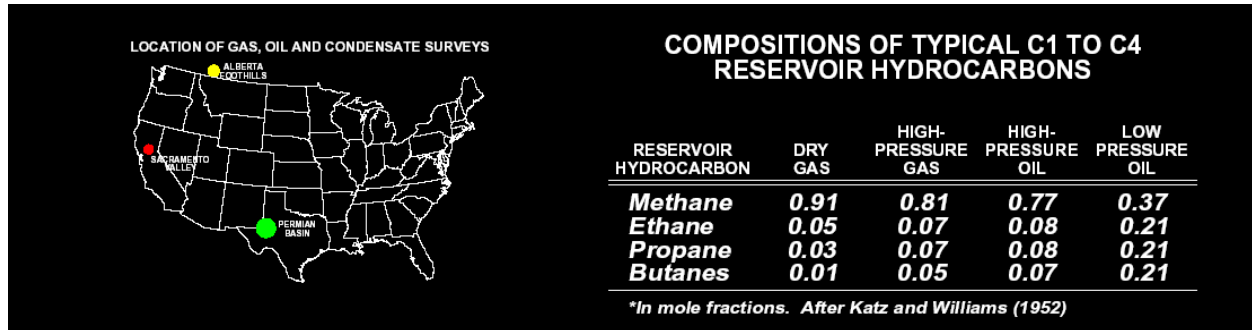 LOCATION OF GAS, OIL AND CONDENSATE SURVEYS
ALBERTA
FOOTHILLS
SACRAMENTO
VALLEY
PERMIAN
BASIN
COMPOSITIONS OF TYPICAL C1 TO C4
RESERVOIR HYDROCARBONS
HIGH- HIGH- LOW
RESERVOIR DRY PRESSURE PRESSURE PRESSURE
HYDROCARBON GAS GAS OIL OIL
Methane 0.91 0.81 0.77 0.37
Ethane 0.05 0.07 0.08 0.21
Propane 0.03 0.07 0.08 0.21
Butanes 0.01 0.05 0.07 0.21
*In mole fractions. After Katz and Williams (1952)